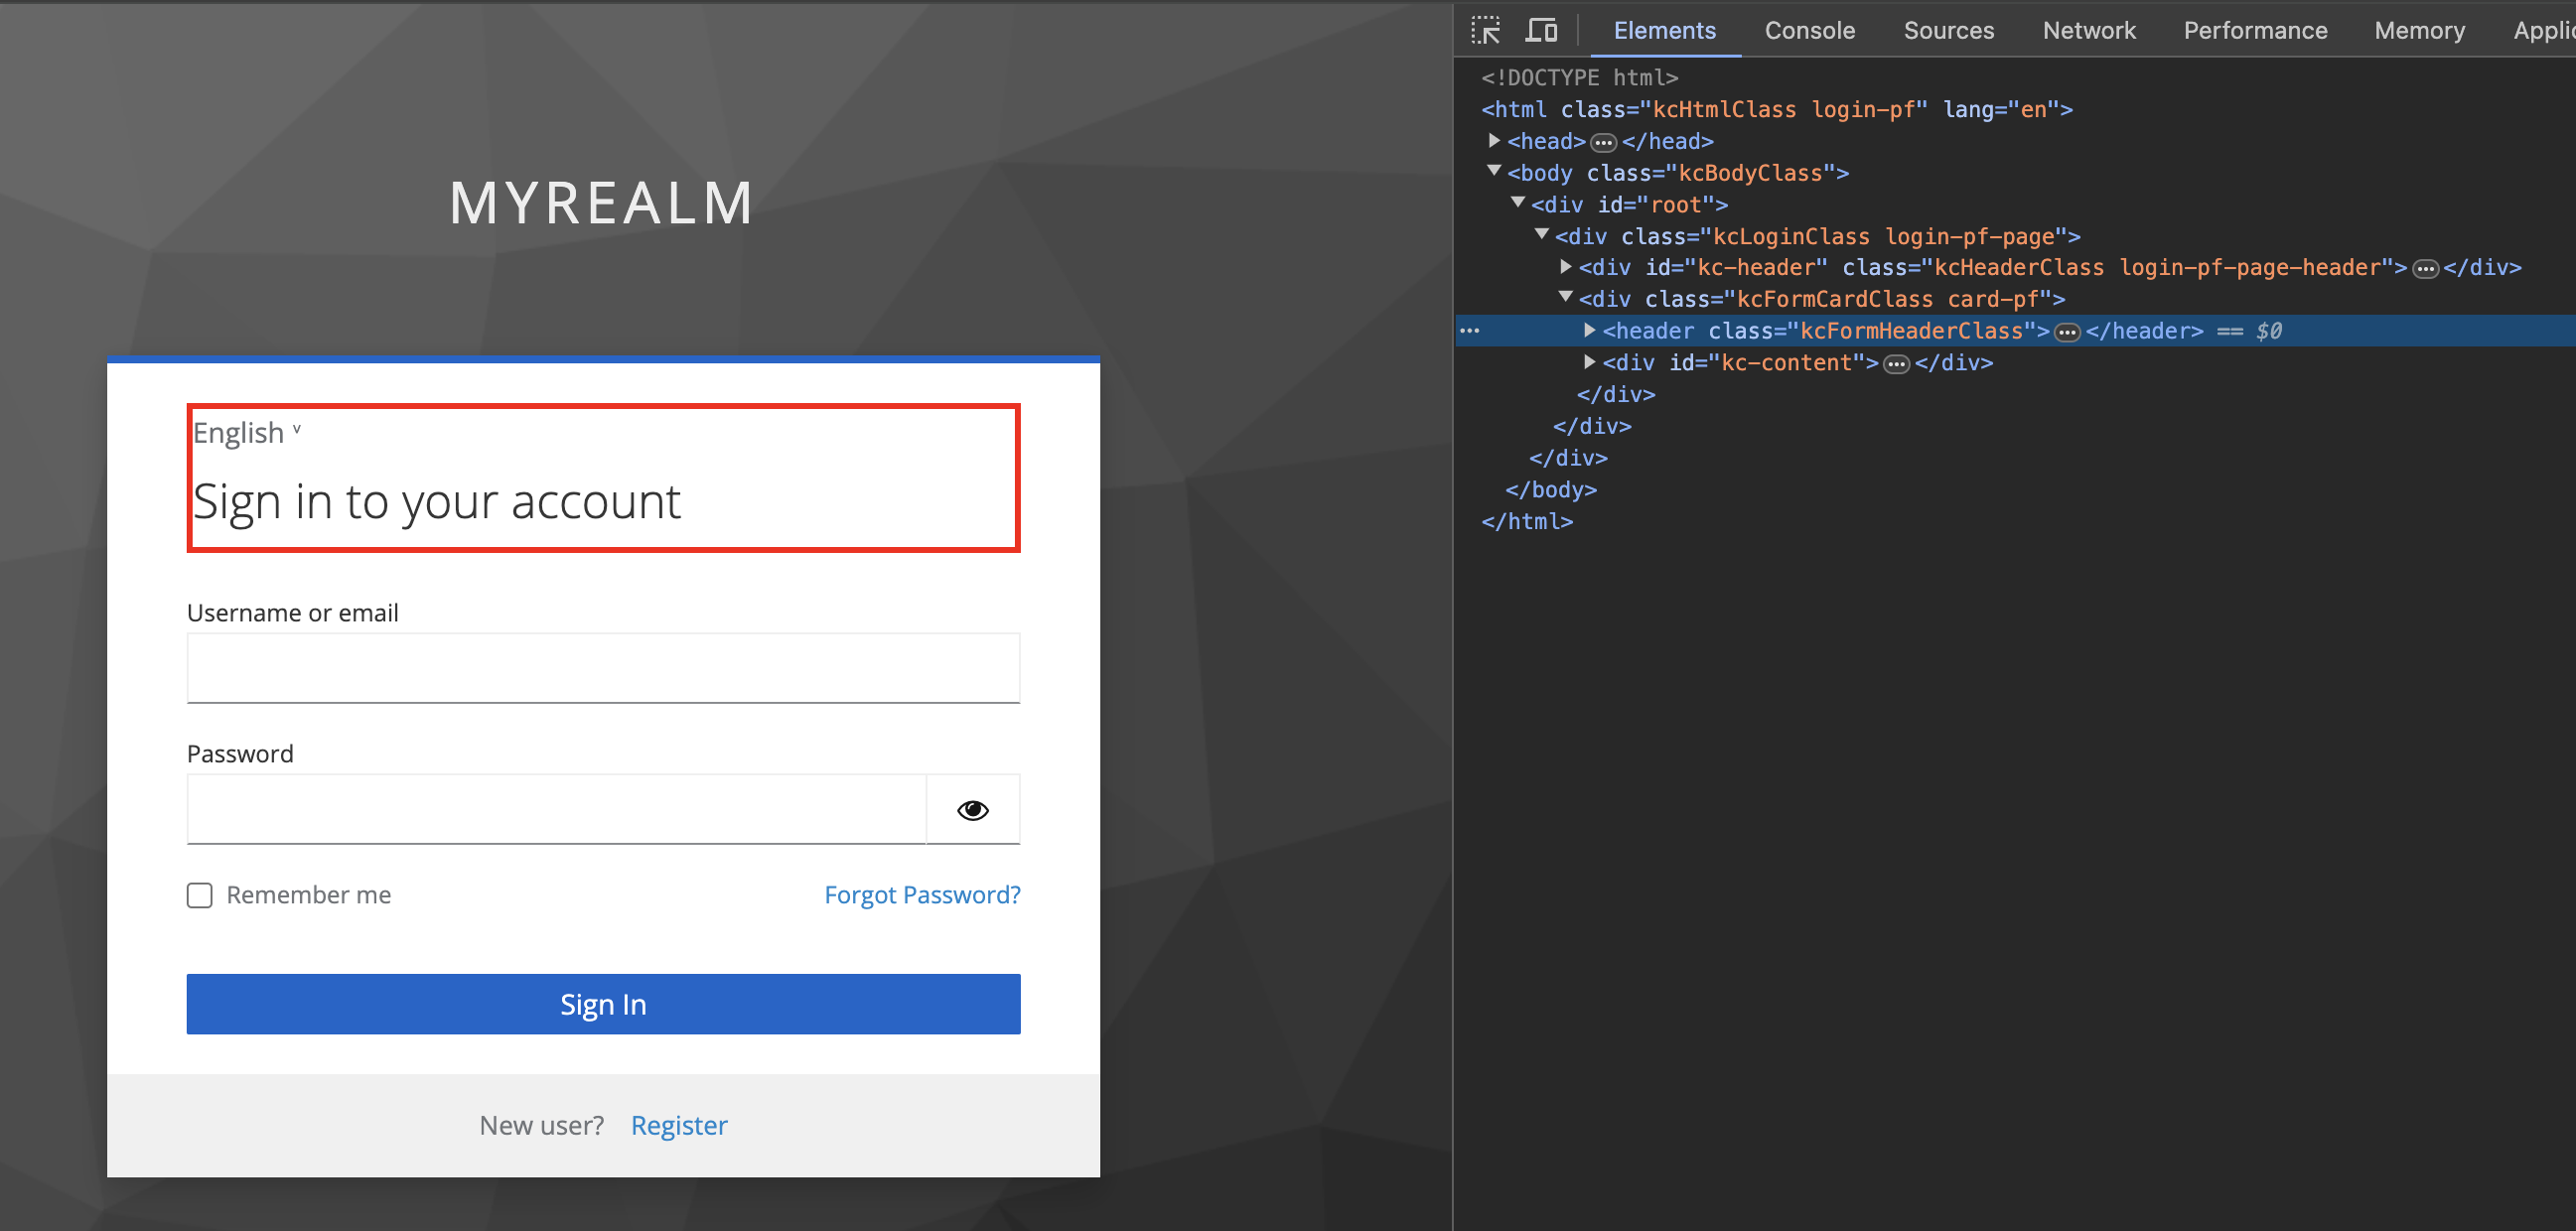 MYREALM
English v
Sign in to your account
Username or email
Password
Remember me
Forgot Password?
Sign In
New user? Register
Elements Console Sources Network Performance Memory Applic
<!DOCTYPE html>
<html class="kcHtmlClass login-pf" lang="en">
<head>…</head>
<body class="kcBodyClass">
<div id="root">
<div class="kcLoginClass login-pf-page">
<div id="kc-header" class="kcHeaderClass login-pf-page-header">…</div>
<div class="kcFormCardClass card-pf">
… <header class="kcFormHeaderClass">…</header> == $0
<div id="kc-content">…</div>
</div>
</div>
</div>
</body>
</html>